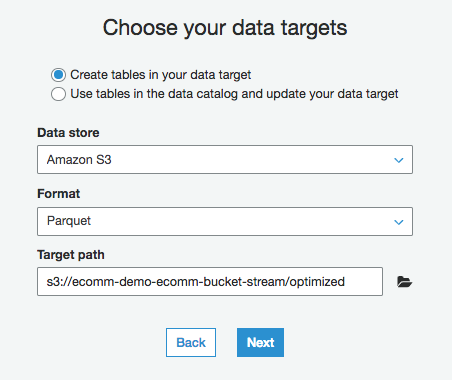 Choose your data targets
Create tables in your data target
Use tables in the data catalog and update your data target
Data store
Amazon S3
Format
Parquet
Target path
s3://ecomm-demo-ecomm-bucket-stream/optimized
Back Next